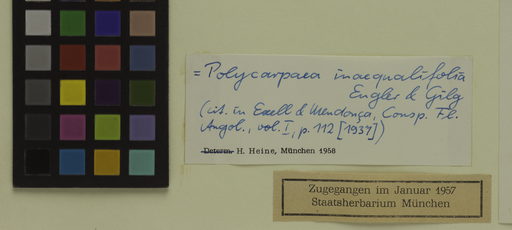 = Polycarpaea inaequalifolia
Engler & Gilg
(cit. in Exell & Mendonça, Consp. Fl.
Angol., vol. I, p. 112 [1937])
Determ. H. Heine, München 1958
Zugegangen im Januar 1957
Staatsherbarium München